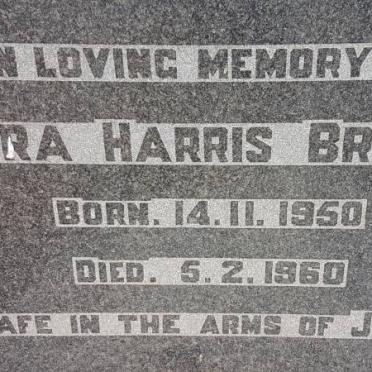 N LOVING MEMORY
RA HARRIS BR
BORN. 14.11.1950
DIED. 5.2.1960
AFE IN THE ARMS OF J